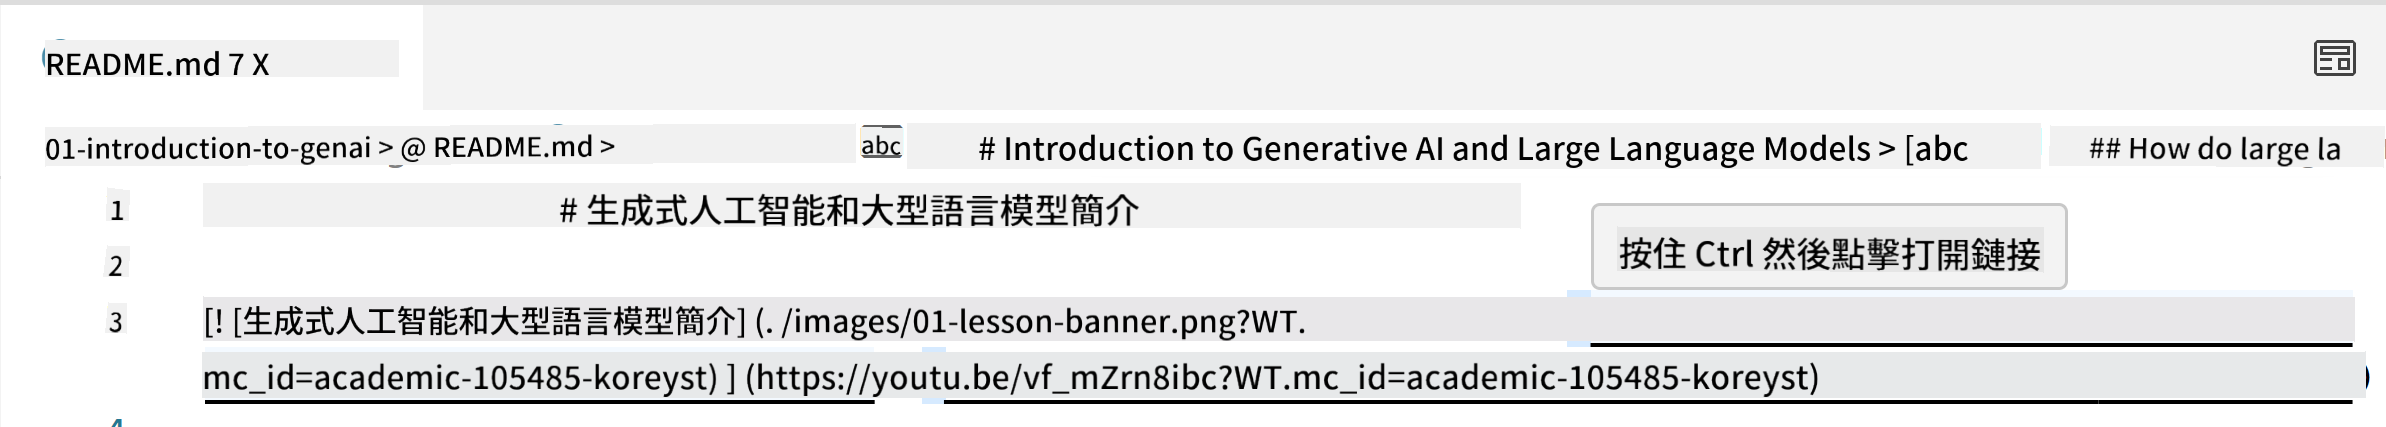 README.md 7 X
01-introduction-to-genai > @ README.md > abc # Introduction to Generative AI and Large Language Models > [abc ## How do large la
1 # 生成式人工智能和大型語言模型簡介
按住 Ctrl 然後點擊打開鏈接
2
3 [! [生成式人工智能和大型語言模型簡介] (. /images/01-lesson-banner.png?WT.
mc_id=academic-105485-koreyst) ] (https://youtu.be/vf_mZrn8ibc?WT.mc_id=academic-105485-koreyst)